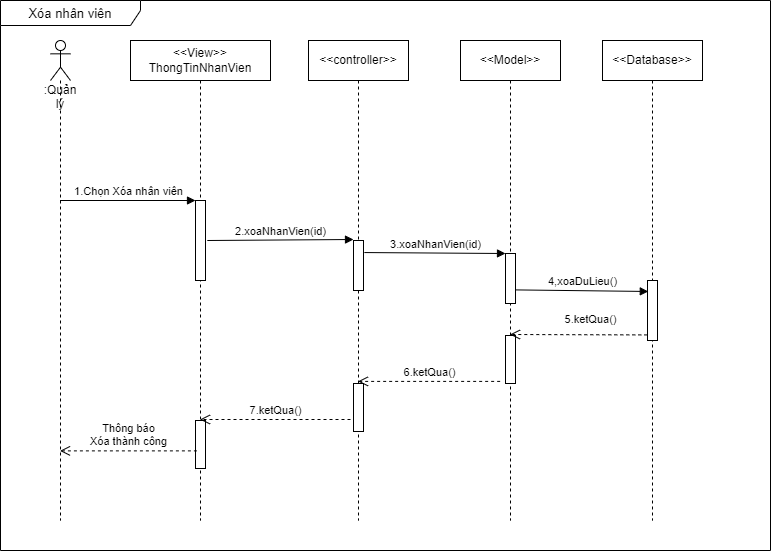 Xóa nhân viên
<<View>>
ThongTinNhanVien
<<controller>>
<<Model>>
<<Database>>
:Quản
lý
1.Chọn Xóa nhân viên
2.xoaNhanVien(id)
3.xoaNhanVien(id)
4,xoaDuLieu()
5.ketQua()
6.ketQua()
7.ketQua()
Thông báo
Xóa thành công